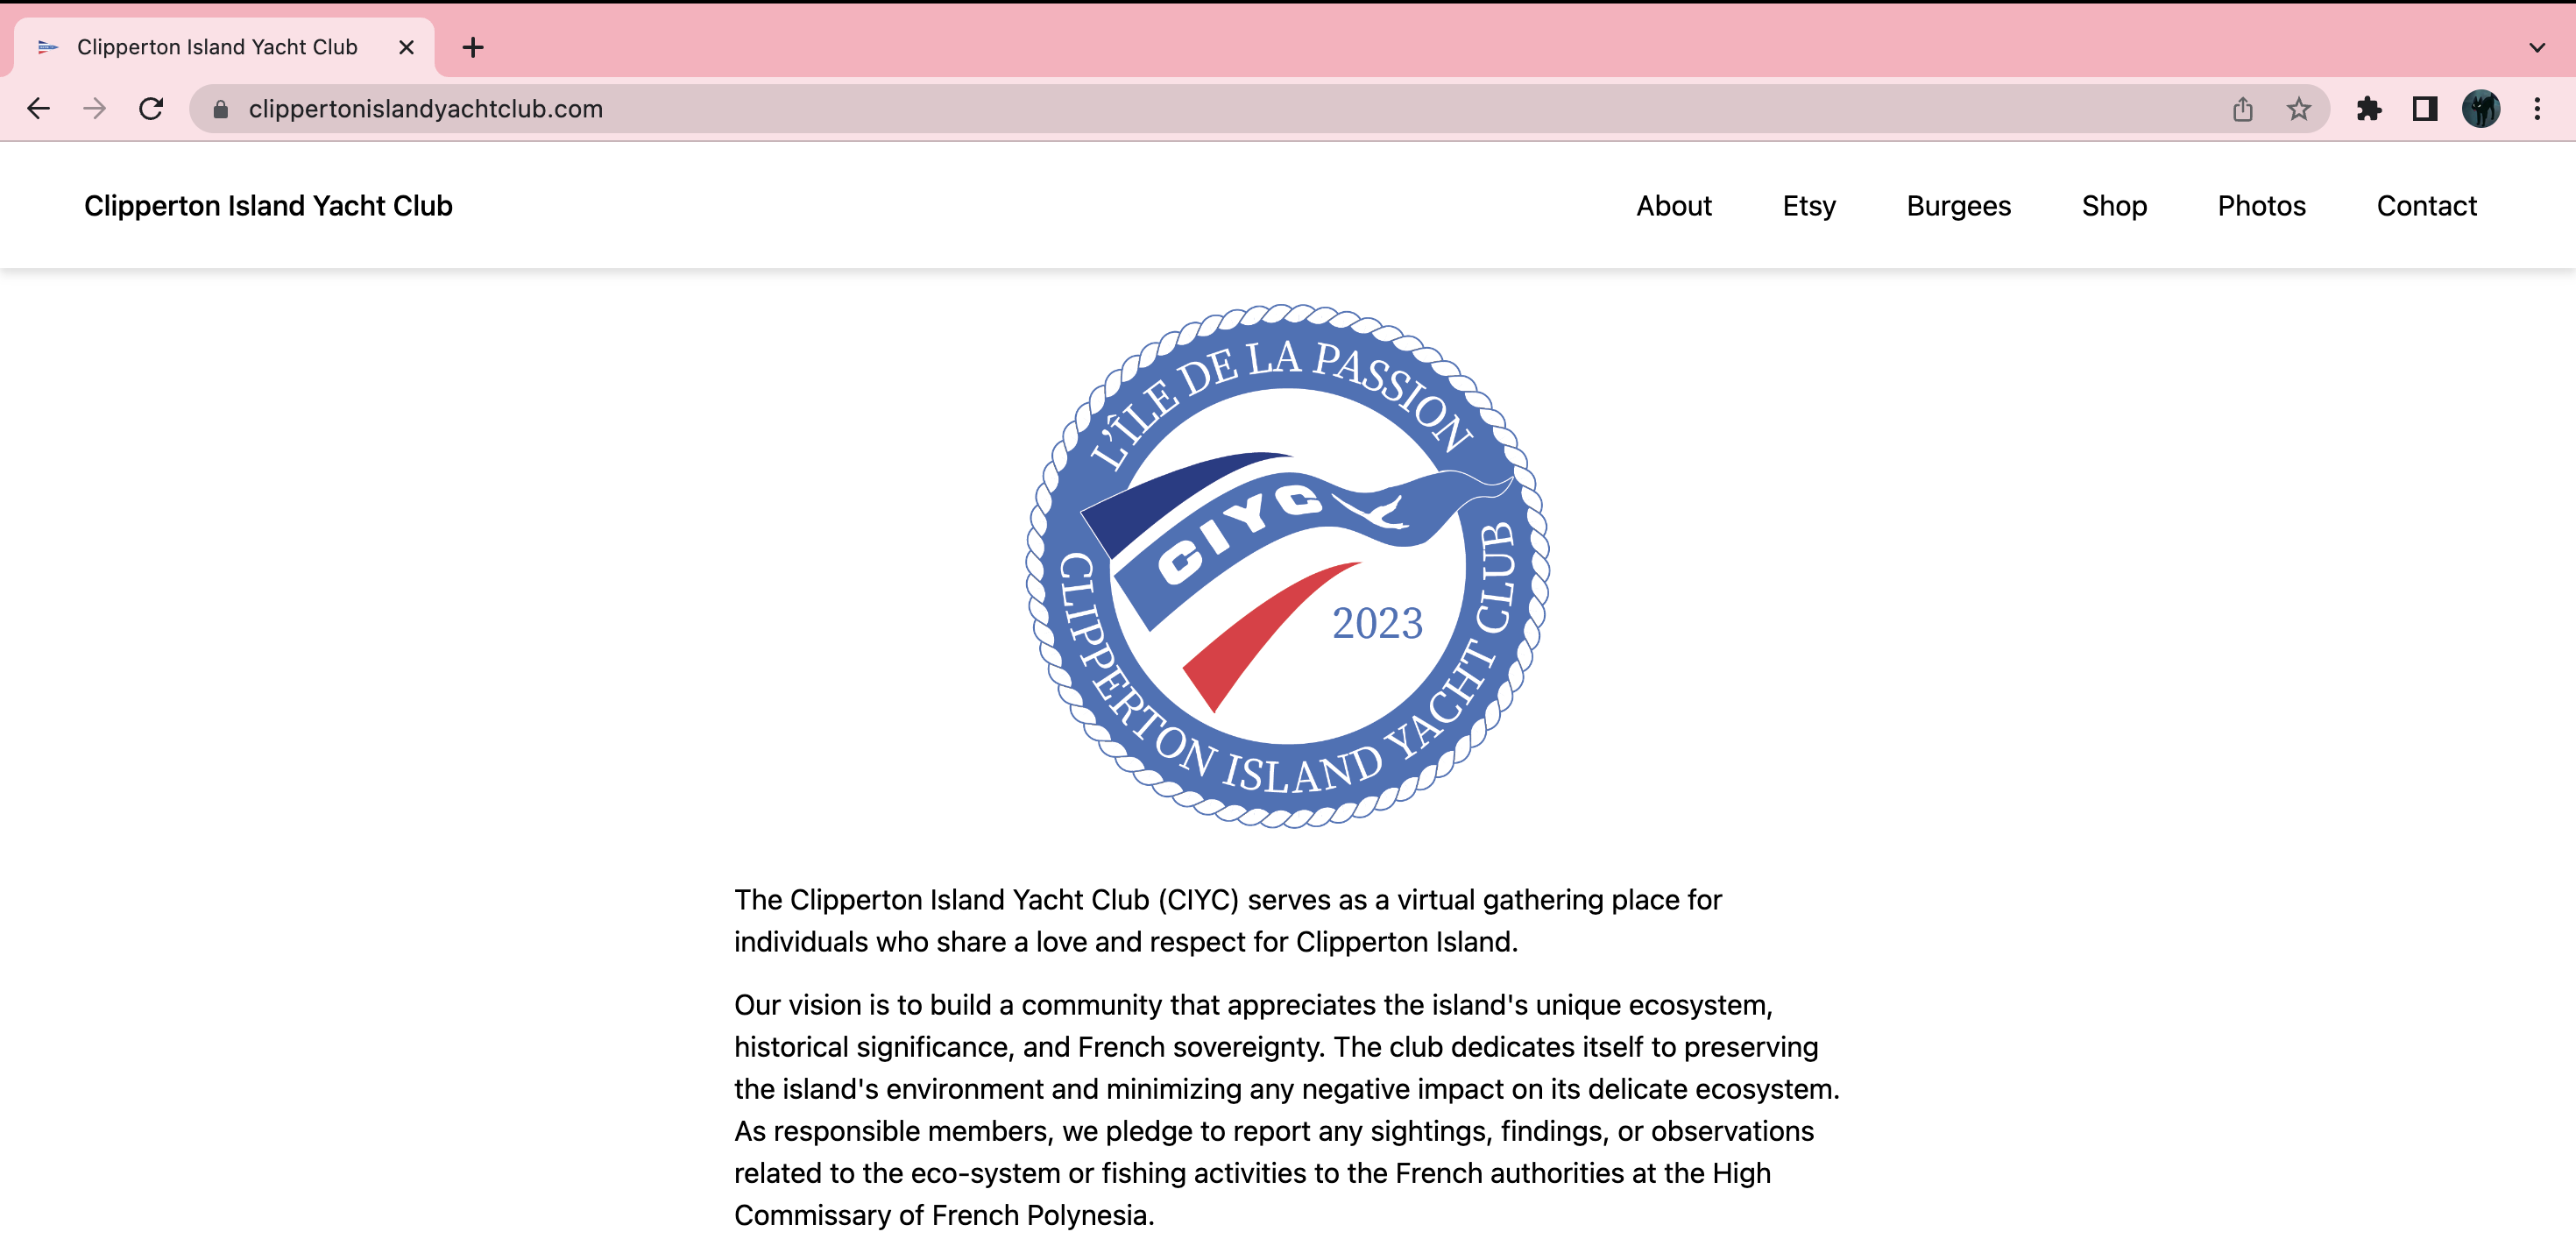 Clipperton Island Yacht Club
clippertonislandyachtclub.com
Clipperton Island Yacht Club
About Etsy Burgees Shop Photos Contact
L'ÎLE DE LA PASSION
CIYC
2023
CLIPPERTON ISLAND YACHT CLUB
The Clipperton Island Yacht Club (CIYC) serves as a virtual gathering place for
individuals who share a love and respect for Clipperton Island.
Our vision is to build a community that appreciates the island's unique ecosystem,
historical significance, and French sovereignty. The club dedicates itself to preserving
the island's environment and minimizing any negative impact on its delicate ecosystem.
As responsible members, we pledge to report any sightings, findings, or observations
related to the eco-system or fishing activities to the French authorities at the High
Commissary of French Polynesia.